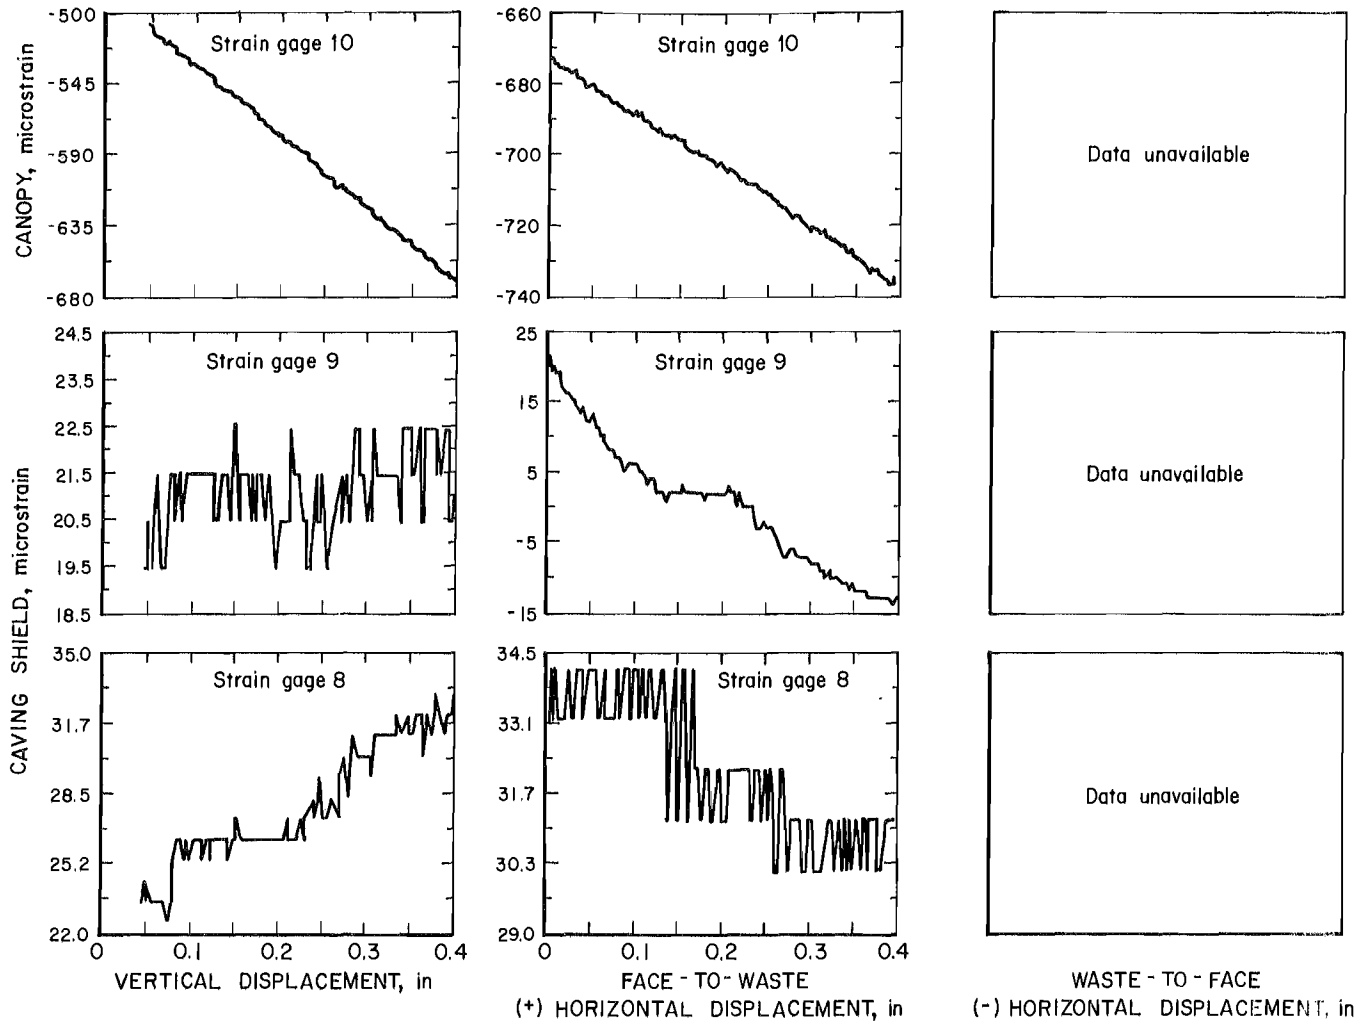 CANOPY, microstrain
-500
-545
-590
-635
-680
Strain gage 10
-660
-680
-700
-720
-740
Strain gage 10
Data unavailable
CAVING SHIELD, microstrain
24.5
23.5
22.5
21.5
20.5
19.5
18.5
Strain gage 9
25
15
5
-5
-15
Strain gage 9
Data unavailable
35.0
31.7
28.5
25.2
22.0
Strain gage 8
34.5
33.1
31.7
30.3
29.0
Strain gage 8
Data unavailable
0 0.1 0.2 0.3 0.4
VERTICAL DISPLACEMENT, in
0 0.1 0.2 0.3 0.4
FACE-TO-WASTE
(+) HORIZONTAL DISPLACEMENT, in
WASTE-TO-FACE
(-) HORIZONTAL DISPLACEMENT, in